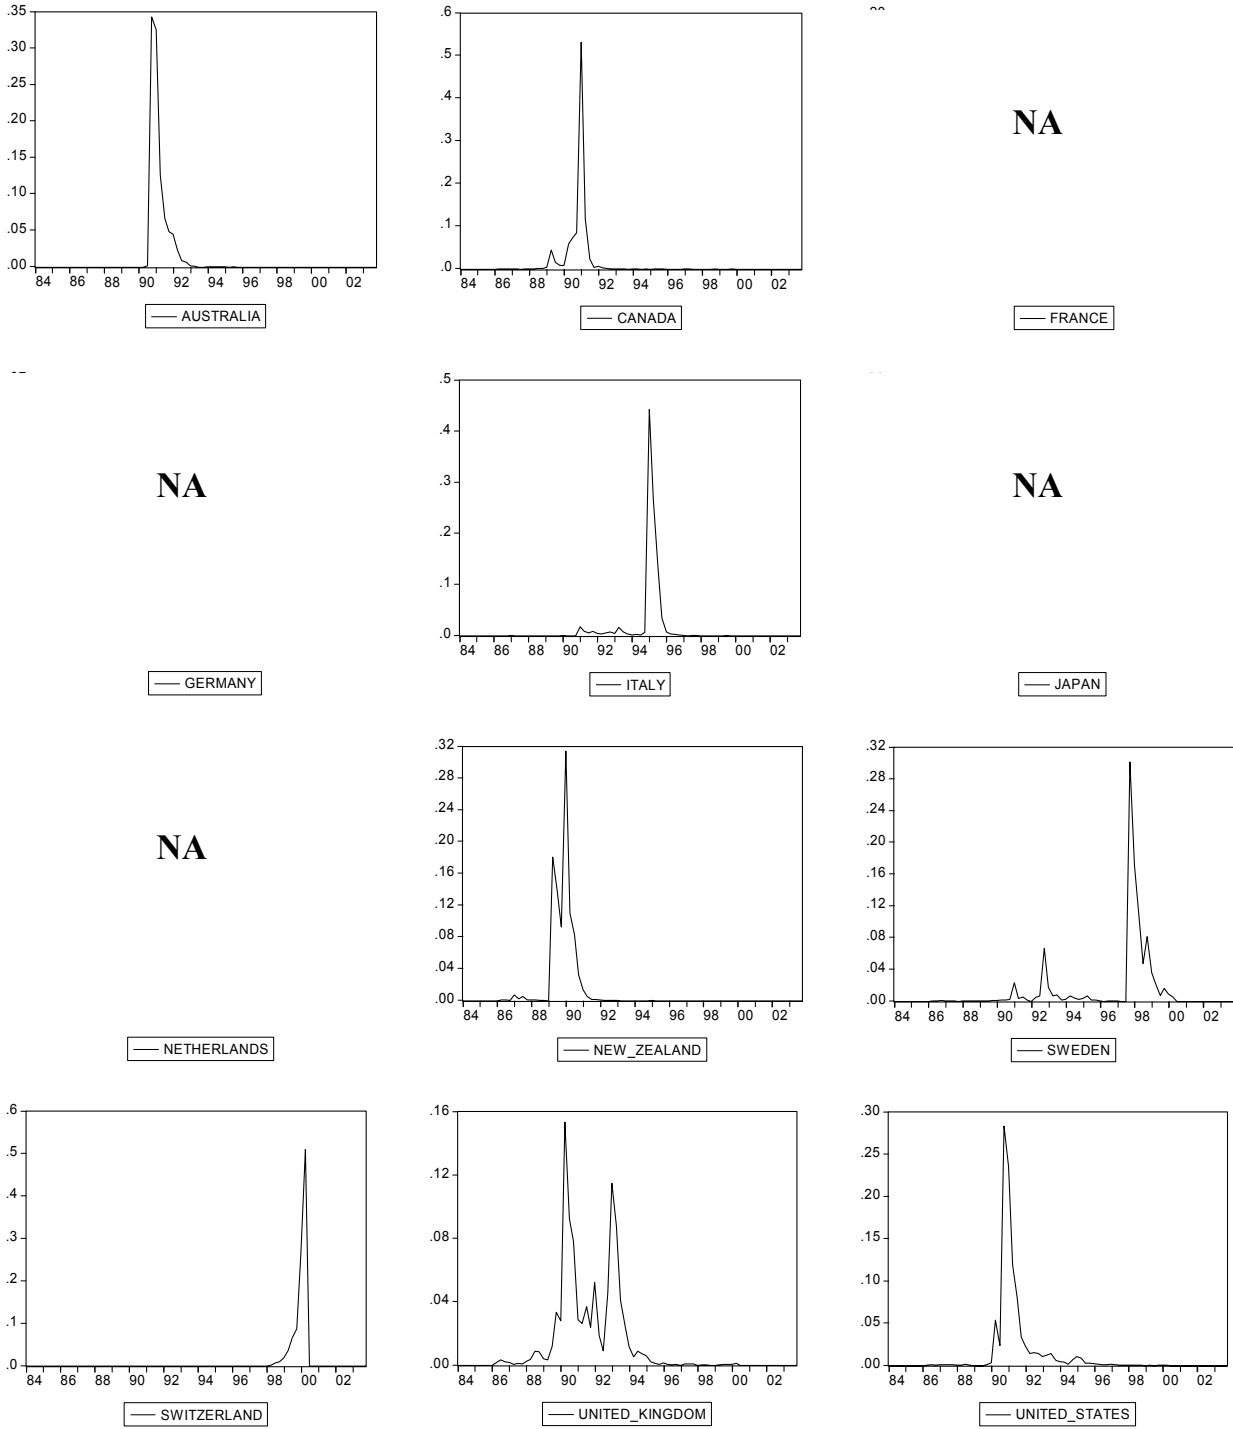 .35
.30
.25
.20
.15
.10
.05
.00
84 86 88 90 92 94 96 98 00 02
AUSTRALIA
.6
.5
.4
.3
.2
.1
.0
84 86 88 90 92 94 96 98 00 02
CANADA
NA
FRANCE
NA
GERMANY
.5
.4
.3
.2
.1
.0
84 86 88 90 92 94 96 98 00 02
ITALY
NA
JAPAN
NA
NETHERLANDS
.32
.28
.24
.20
.16
.12
.08
.04
.00
84 86 88 90 92 94 96 98 00 02
NEW_ZEALAND
.32
.28
.24
.20
.16
.12
.08
.04
.00
84 86 88 90 92 94 96 98 00 02
SWEDEN
.6
.5
.4
.3
.2
.1
.0
84 86 88 90 92 94 96 98 00 02
SWITZERLAND
.16
.12
.08
.04
.00
84 86 88 90 92 94 96 98 00 02
UNITED_KINGDOM
.30
.25
.20
.15
.10
.05
.00
84 86 88 90 92 94 96 98 00 02
UNITED_STATES